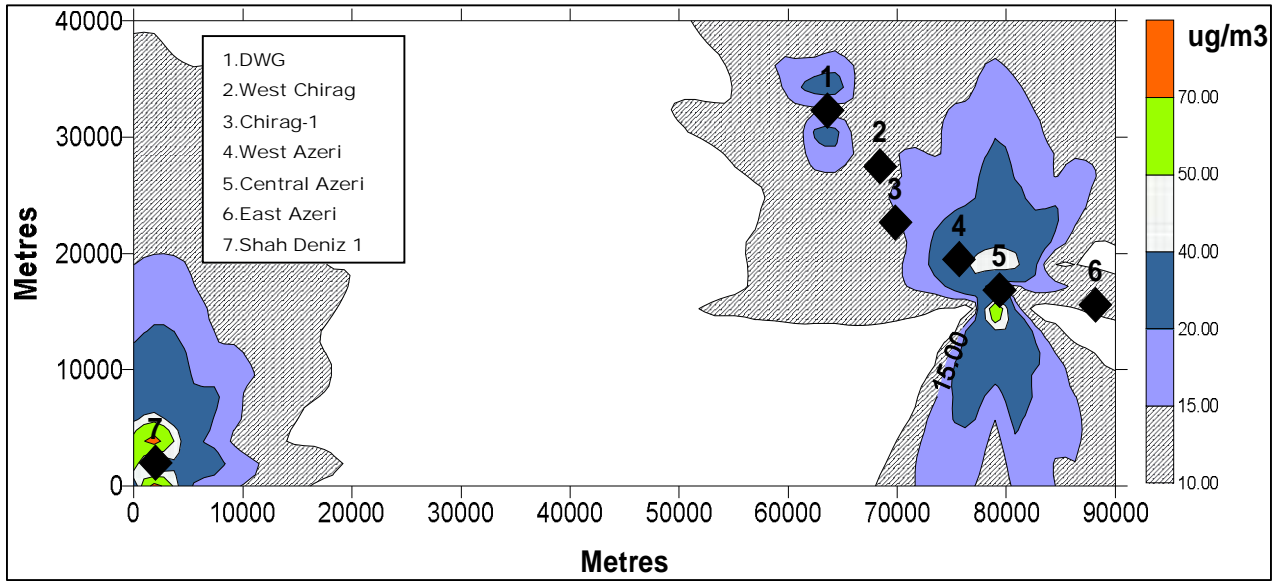 40000
30000
20000
10000
0
Metres
1.DWG
2.West Chirag
3.Chirag-1
4.West Azeri
5.Central Azeri
6.East Azeri
7.Shah Deniz 1
1
2
3
4
5
6
7
15.00
0 10000 20000 30000 40000 50000 60000 70000 80000 90000
Metres
ug/m3
70.00
50.00
40.00
20.00
15.00
10.00